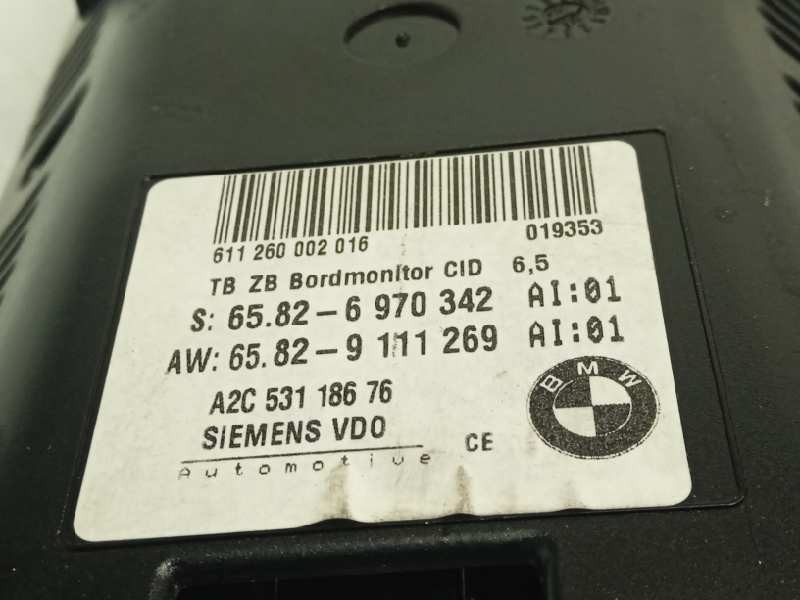 611 260 002 016 019353
TB ZB Bordmonitor CID 6,5
S: 65.82-6 970 342 AI:01
AW: 65.82-9 111 269 AI:01
A2C 531 186 76
SIEMENS VDO
Automotive
CE
BMW